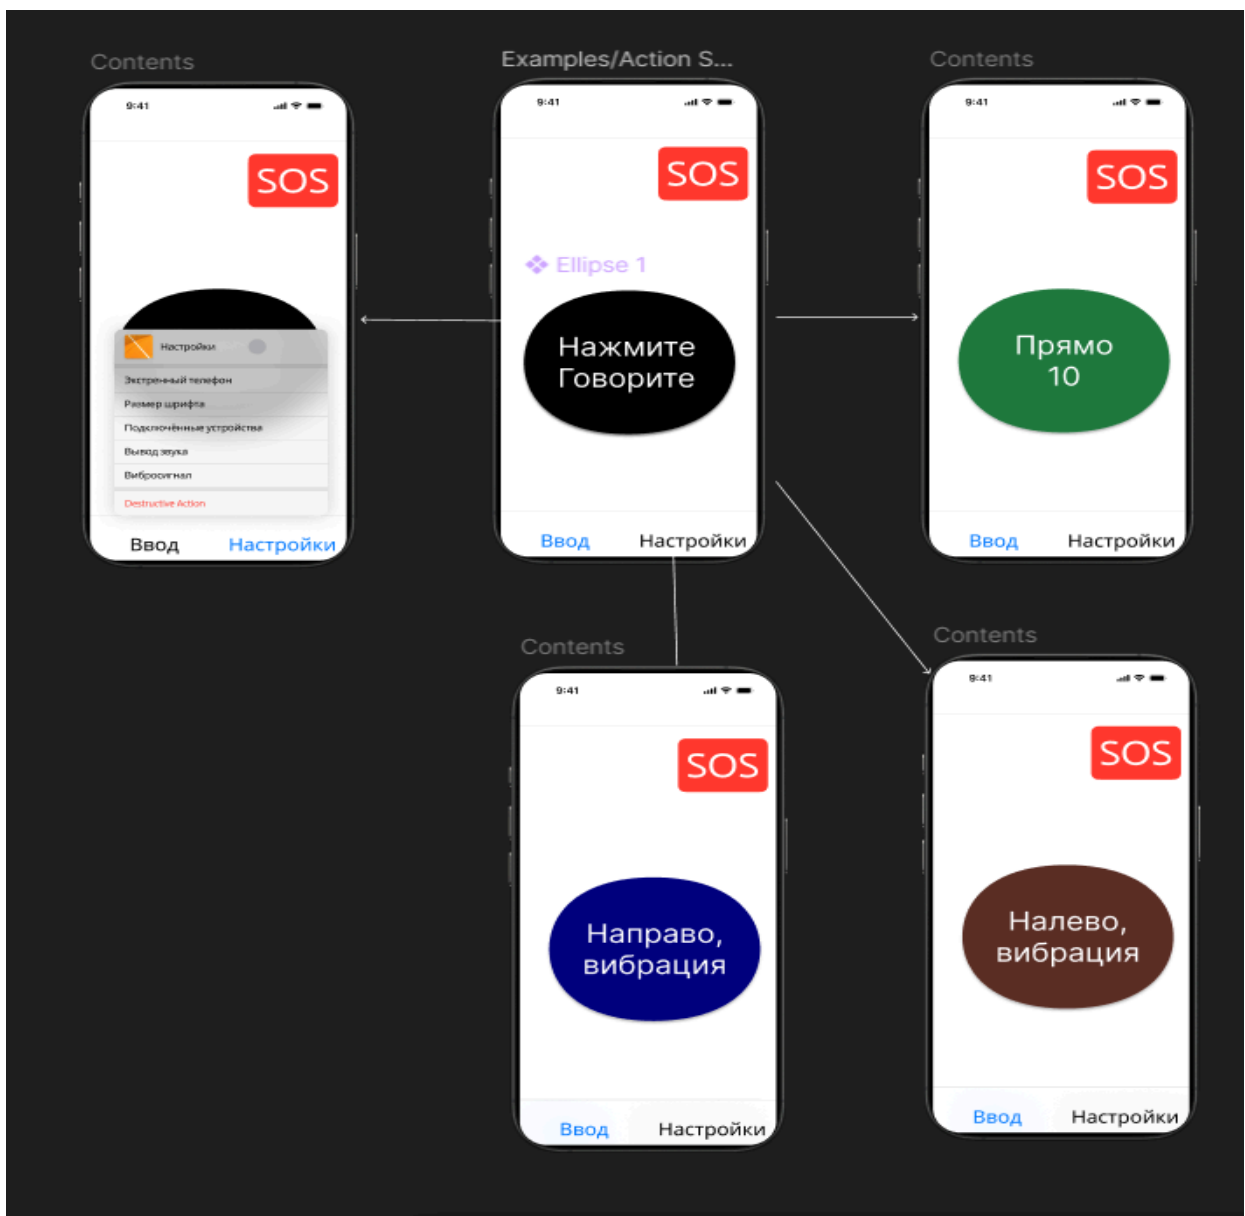 Contents
9:41
SOS
Настройки
Экстренный телефон
Размер шрифта
Подключённые устройства
Вывод звука
Вибросигнал
Destructive Action
Ввод
Настройки
Examples/Action S...
9:41
SOS
Ellipse 1
Нажмите
Говорите
Ввод
Настройки
Contents
9:41
SOS
Прямо
10
Ввод
Настройки
Contents
9:41
SOS
Направо,
вибрация
Ввод
Настройки
Contents
9:41
SOS
Налево,
вибрация
Ввод
Настройки